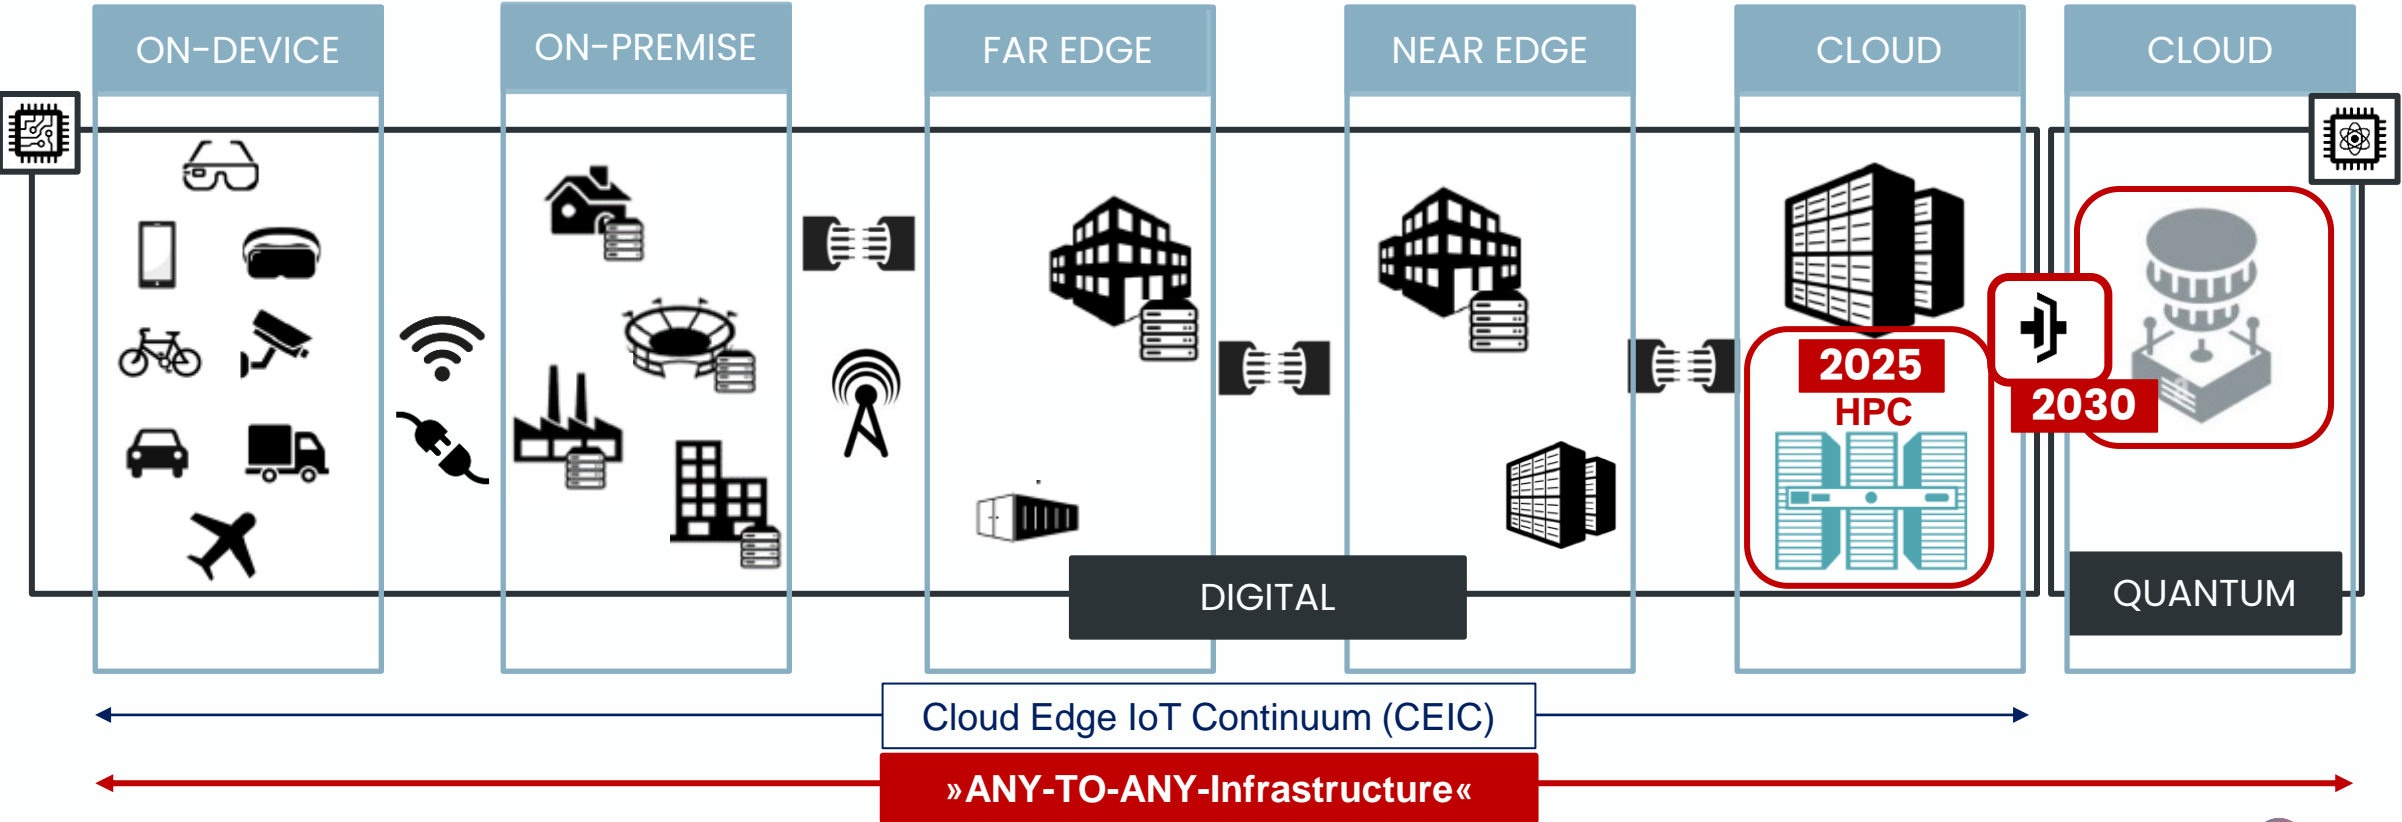 ON-DEVICE
ON-PREMISE
FAR EDGE
NEAR EDGE
CLOUD
CLOUD
2025
HPC
2030
DIGITAL
QUANTUM
Cloud Edge IoT Continuum (CEIC)
»ANY-TO-ANY-Infrastructure«